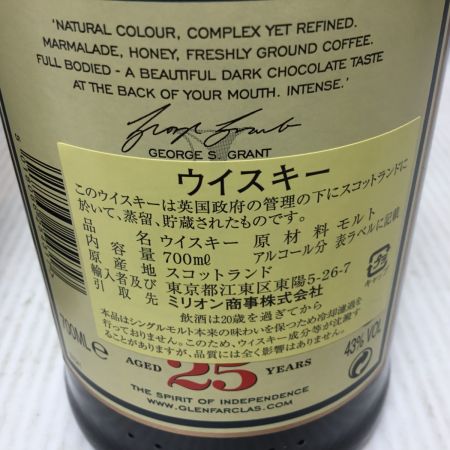 'NATURAL COLOUR, COMPLEX YET REFINED.
MARMALADE, HONEY, FRESHLY GROUND COFFEE.
FULL BODIED - A BEAUTIFUL DARK CHOCOLATE TASTE
AT THE BACK OF YOUR MOUTH. INTENSE.'
GEORGE S. GRANT
ウイスキー
このウイスキーは英国政府の管理の下にスコットランドに
於いて、蒸留、貯蔵されたものです。
品名 ウイスキー 原材料 モルト
内容量 700㎖ アルコール分 表ラベルに記載
原産地 スコットランド
輸入者及び 東京都江東区東陽5-26-7
引取先 ミリオン商事株式会社
飲酒は20歳を過ぎてから
本品はシングルモルト本来の味わいを保つため冷却濾過を
行っておりません。このため、ウイスキー成分等が沈澱す
ることがありますが、品質には全く影響はありません。
700ML e
AGED 25 YEARS
43% VOL
THE SPIRIT OF INDEPENDENCE
WWW.GLENFARCLAS.COM